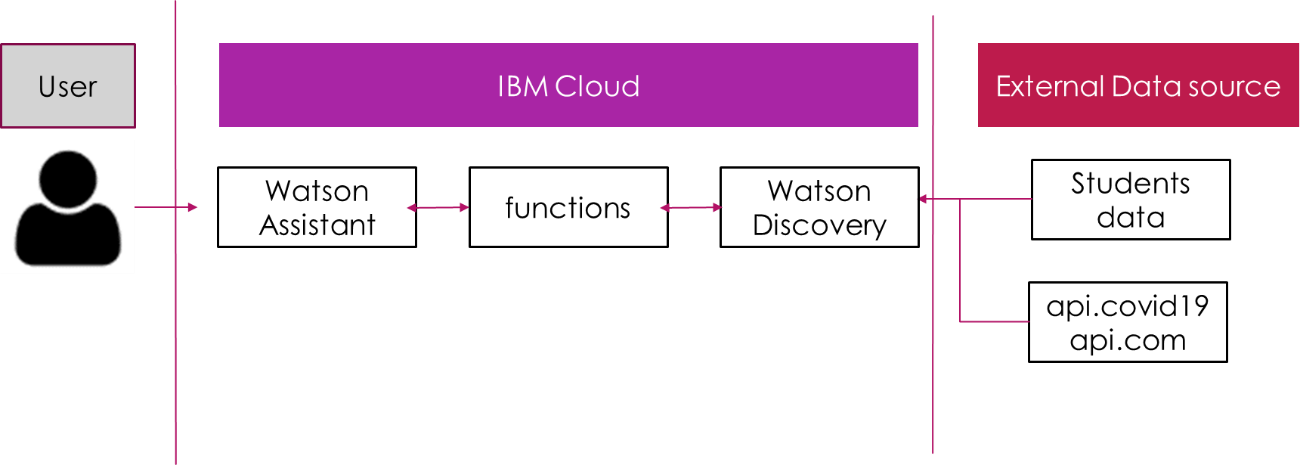 User
IBM Cloud
External Data source
Watson
Assistant
functions
Watson
Discovery
Students
data
api.covid19
api.com